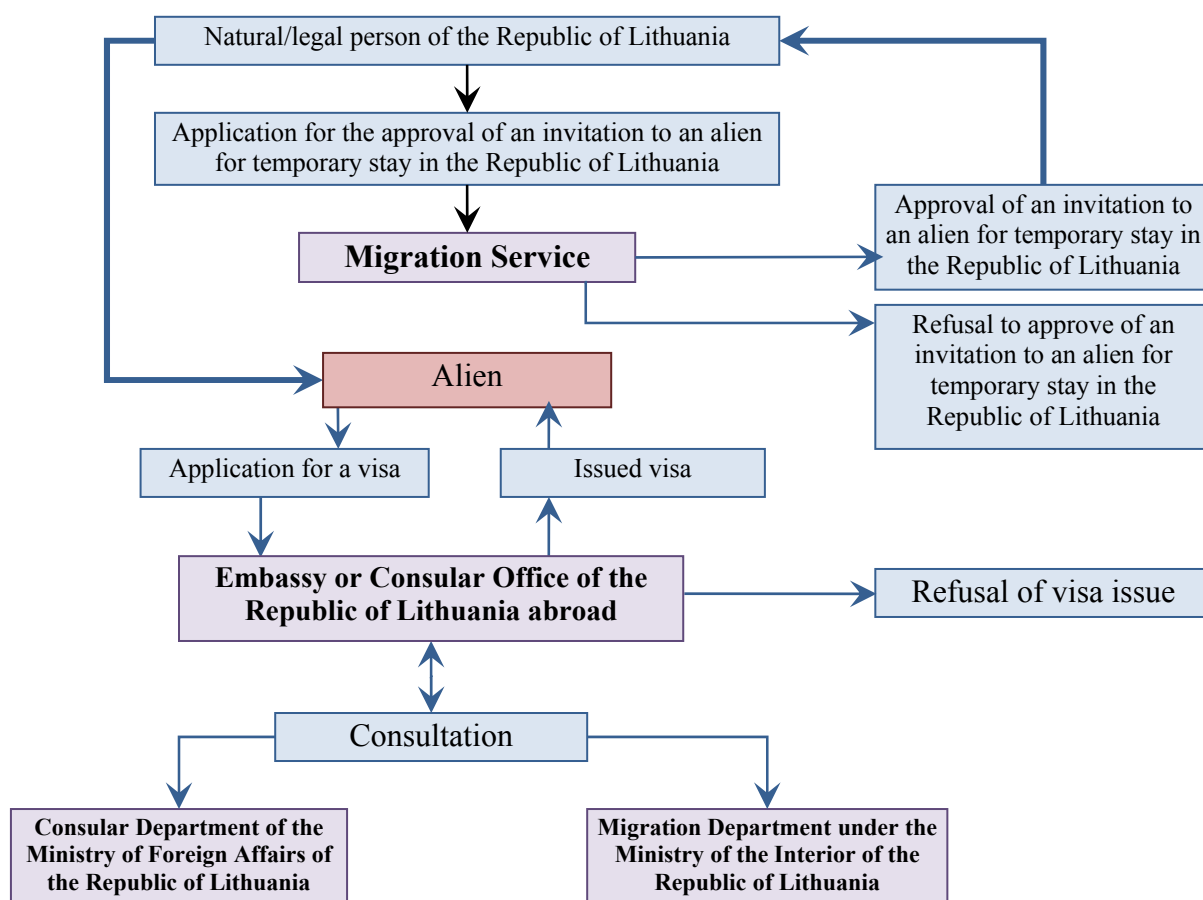 Natural/legal person of the Republic of Lithuania
Application for the approval of an invitation to an alien
for temporary stay in the Republic of Lithuania
Migration Service
Approval of an invitation to
an alien for temporary stay in
the Republic of Lithuania
Refusal to approve of an
invitation to an alien for
temporary stay in the
Republic of Lithuania
Alien
Application for a visa
Issued visa
Embassy or Consular Office of the
Republic of Lithuania abroad
Refusal of visa issue
Consultation
Consular Department of the
Ministry of Foreign Affairs of
the Republic of Lithuania
Migration Department under the
Ministry of the Interior of the
Republic of Lithuania